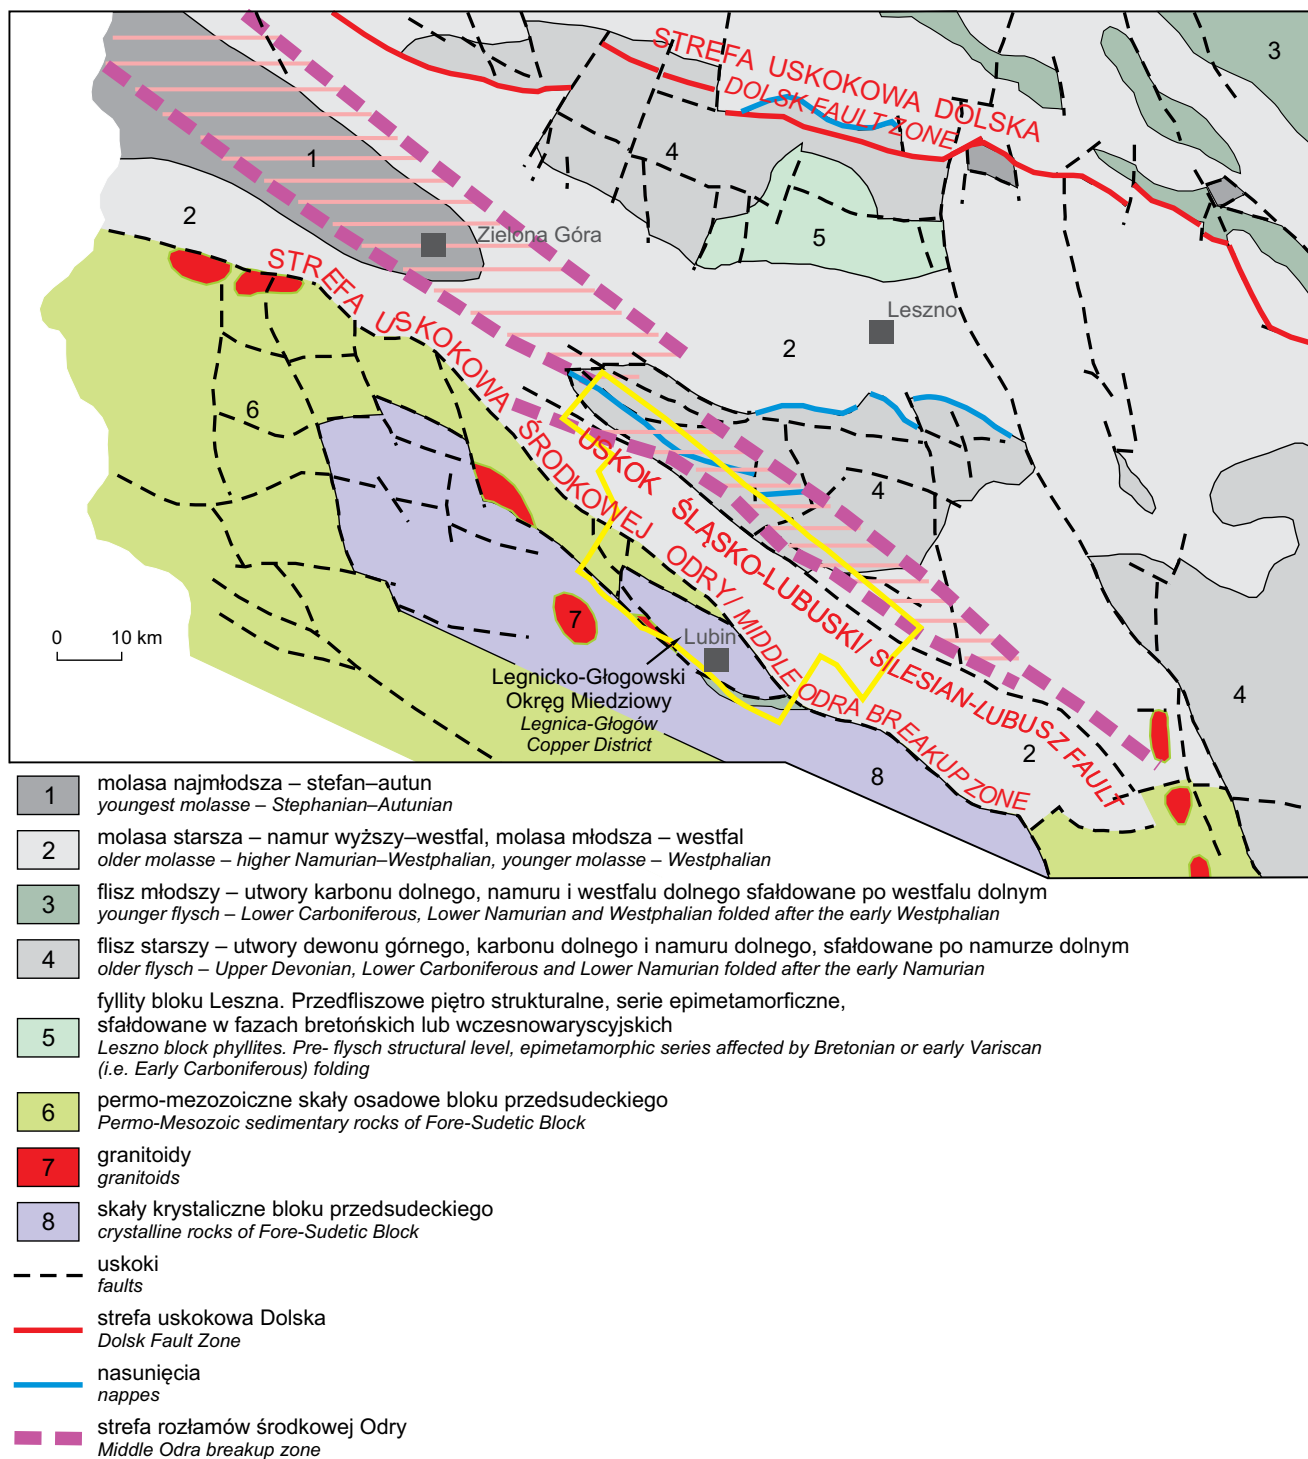 STREFA USKOKOWA DOLSKA
DOLSK FAULT ZONE
3
4
1
2
Zielona Góra
5
STREFA USKOKOWA ŚRODKOWEJ ODRY/ MIDDLE ODRA BREAKUP ZONE
Leszno
2
6
USKOK ŚLĄSKO-LUBUSKI/ SILESIAN-LUBUSZ FAULT
4
7
0 10 km
Lubin
Legnicko-Głogowski
Okręg Miedziowy
Legnica-Głogów
Copper District
4
2
8
1
molasa najmłodsza – stefan–autun
youngest molasse – Stephanian–Autunian
2
molasa starsza – namur wyższy–westfal, molasa młodsza – westfal
older molasse – higher Namurian–Westphalian, younger molasse – Westphalian
3
flisz młodszy – utwory karbonu dolnego, namuru i westfalu dolnego sfałdowane po westfalu dolnym
younger flysch – Lower Carboniferous, Lower Namurian and Westphalian folded after the early Westphalian
4
flisz starszy – utwory dewonu górnego, karbonu dolnego i namuru dolnego, sfałdowane po namurze dolnym
older flysch – Upper Devonian, Lower Carboniferous and Lower Namurian folded after the early Namurian
fyllity bloku Leszna. Przedfliszowe piętro strukturalne, serie epimetamorficzne,
5
sfałdowane w fazach bretońskich lub wczesnowaryscyjskich
Leszno block phyllites. Pre- flysch structural level, epimetamorphic series affected by Bretonian or early Variscan
(i.e. Early Carboniferous) folding
6
permo-mezozoiczne skały osadowe bloku przedsudeckiego
Permo-Mesozoic sedimentary rocks of Fore-Sudetic Block
7
granitoidy
granitoids
8
skały krystaliczne bloku przedsudeckiego
crystalline rocks of Fore-Sudetic Block
uskoki
faults
strefa uskokowa Dolska
Dolsk Fault Zone
nasunięcia
nappes
strefa rozłamów środkowej Odry
Middle Odra breakup zone